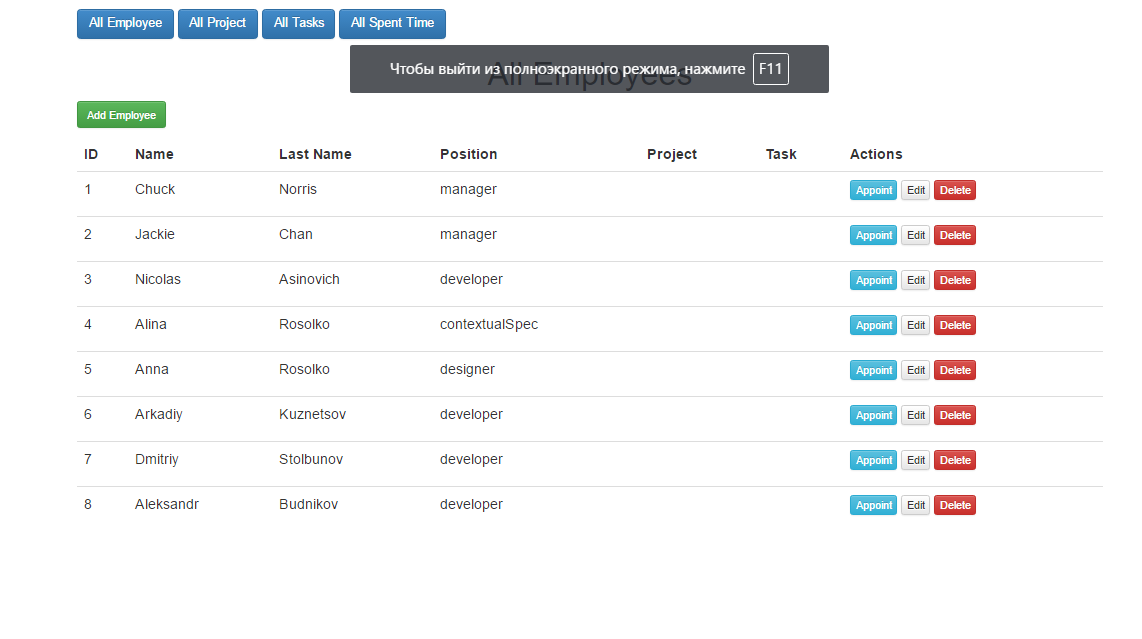 All Employee All Project All Tasks All Spent Time
Чтобы выйти из полноэкранного режима, нажмите F11
All Employees
Add Employee
ID Name Last Name Position Project Task Actions
1 Chuck Norris manager Appoint Edit Delete
2 Jackie Chan manager Appoint Edit Delete
3 Nicolas Asinovich developer Appoint Edit Delete
4 Alina Rosolko contextualSpec Appoint Edit Delete
5 Anna Rosolko designer Appoint Edit Delete
6 Arkadiy Kuznetsov developer Appoint Edit Delete
7 Dmitriy Stolbunov developer Appoint Edit Delete
8 Aleksandr Budnikov developer Appoint Edit Delete